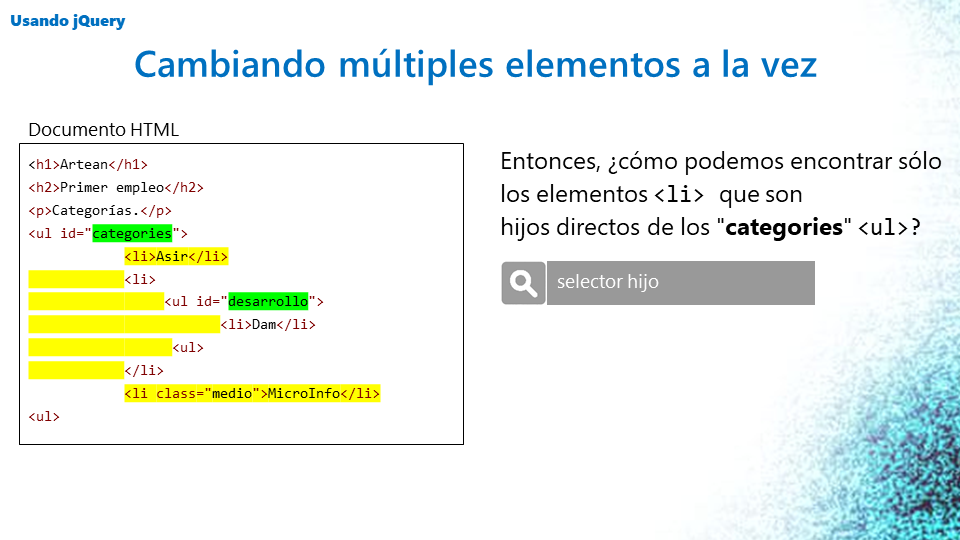 Usando jQuery
Cambiando múltiples elementos a la vez
Documento HTML
<h1>Artean</h1>
<h2>Primer empleo</h2>
<p>Categorías.</p>
<ul id="categories">
<li>Asir</li>
<li>
<ul id="desarrollo">
<li>Dam</li>
<ul>
</li>
<li class="medio">MicroInfo</li>
<ul>
Entonces, ¿cómo podemos encontrar sólo
los elementos <li> que son
hijos directos de los "categories" <ul>?
selector hijo